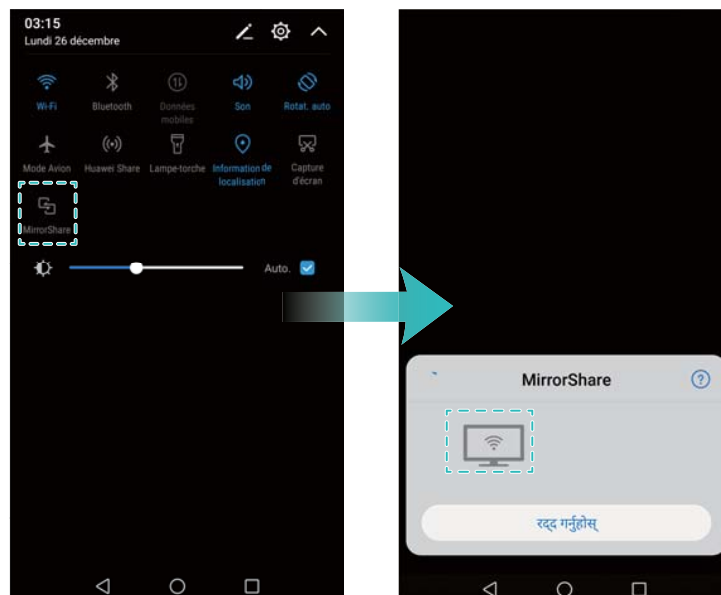 03:15
Lundi 26 décembre
Wi-Fi
Bluetooth
Données
mobiles
Son
Rotat. auto
Mode Avion
Huawei Share
Lampe-torche
Information de
localisation
Capture
d'écran
MirrorShare
Auto.
MirrorShare
रद्द गर्नुहोस्